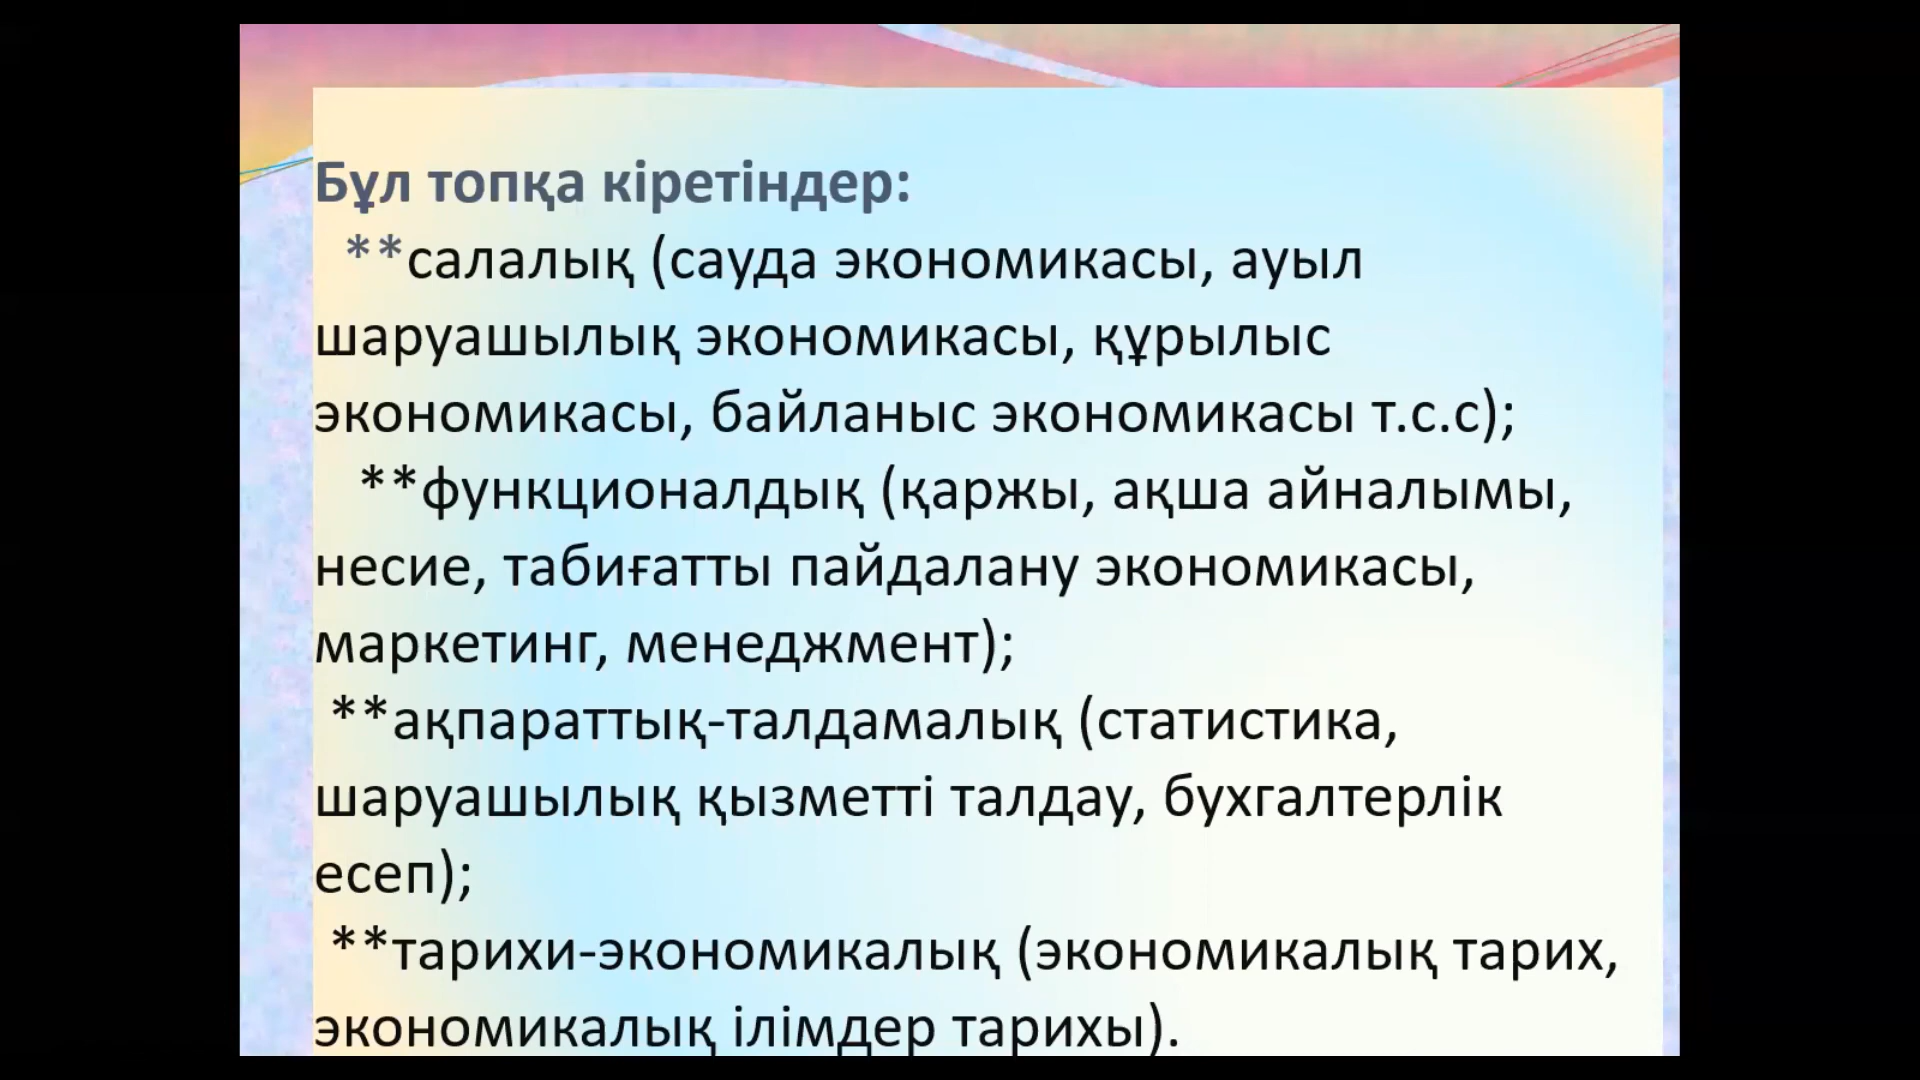 Бұл топқа кіретіндер:
**салалық (сауда экономикасы, ауыл
шаруашылық экономикасы, құрылыс
экономикасы, байланыс экономикасы т.с.с);
**функционалдық (қаржы, ақша айналымы,
несие, табиғатты пайдалану экономикасы,
маркетинг, менеджмент);
**ақпараттық-талдамалық (статистика,
шаруашылық қызметті талдау, бухгалтерлік
есеп);
**тарихи-экономикалық (экономикалық тарих,
экономикалық ілімдер тарихы).